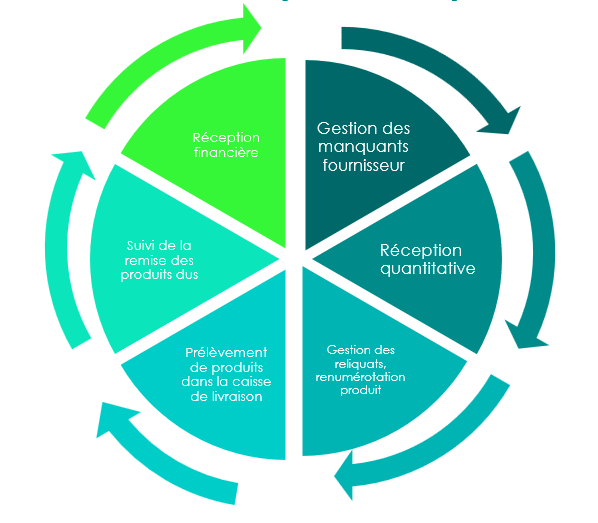 Gestion des
manquants
fournisseur
Réception
quantitative
Gestion des
reliquats,
renumérotation
produit
Prélèvement
de produits
dans la caisse
de livraison
Suivi de la
remise des
produits dus
Réception
financière